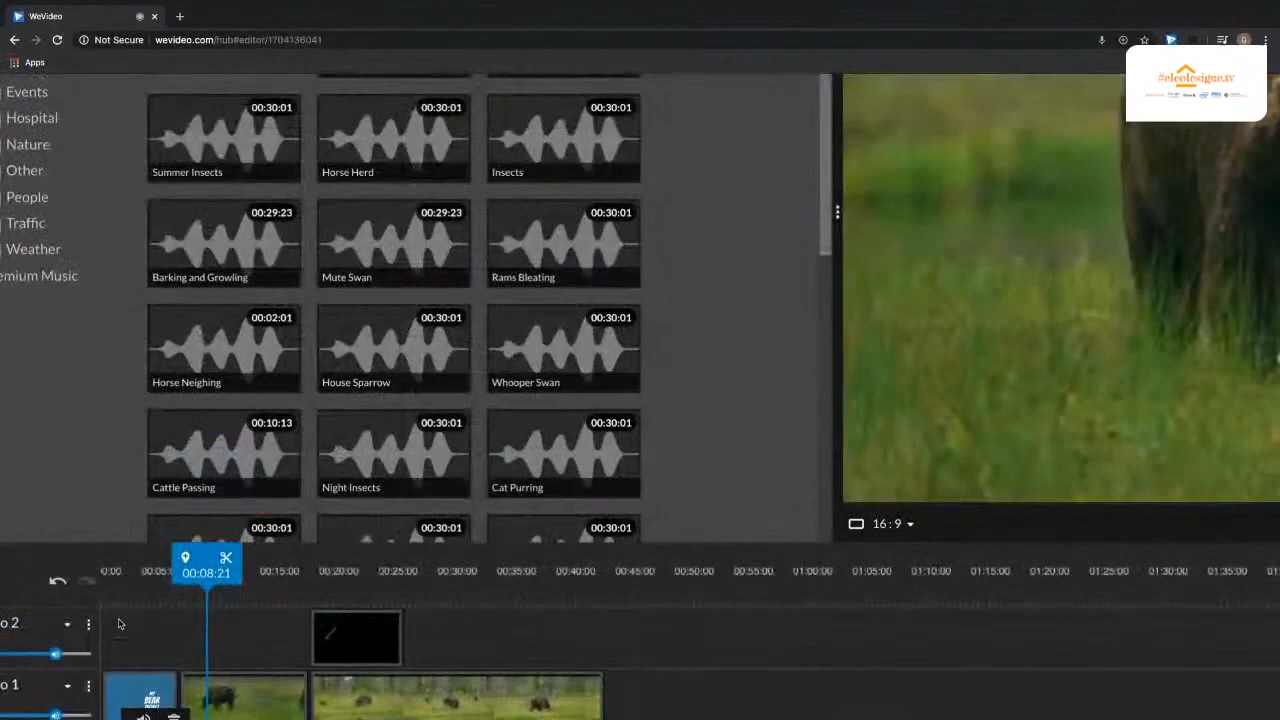 WeVideo
Not Secure
wevideo.com/hub#editor/1704136041
G
Apps
#elcolesigue.tv
Events
Hospital
Nature
Other
People
Traffic
Weather
emium Music
00:30:01
00:30:01
00:30:01
Summer Insects
Horse Herd
Insects
00:29:23
00:29:23
00:30:01
Barking and Growling
Mute Swan
Rams Bleating
00:02:01
00:30:01
00:30:01
Horse Neighing
House Sparrow
Whooper Swan
00:10:13
00:30:01
00:30:01
Cattle Passing
Night Insects
Cat Purring
00:30:01
00:30:01
00:30:01
16:9
00:08:21
0:00
00:05:
00:15:00
00:20:00
00:25:00
00:30:00
00:35:00
00:40:00
00:45:00
00:50:00
00:55:00
01:00:00
01:05:00
01:10:00
01:15:00
01:20:00
01:25:00
01:30:00
01:35:00
o 2
o 1
MY
BEAR